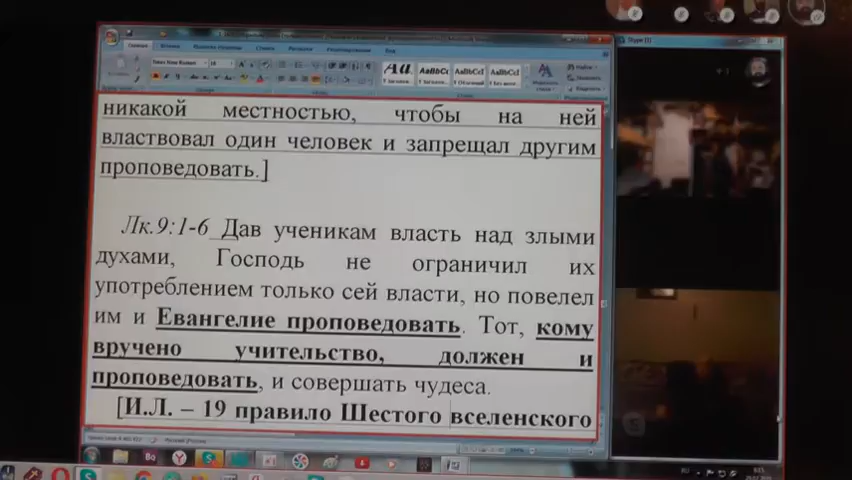 никакой местностью, чтобы на ней
властвовал один человек и запрещал другим
проповедовать.]
Лк.9:1-6 Дав ученикам власть над злыми
духами, Господь не ограничил их
употреблением только сей власти, но повелел
им и Евангелие проповедовать. Тот, кому
вручено учительство, должен и
проповедовать, и совершать чудеса.
[И.Л. – 19 правило Шестого вселенского